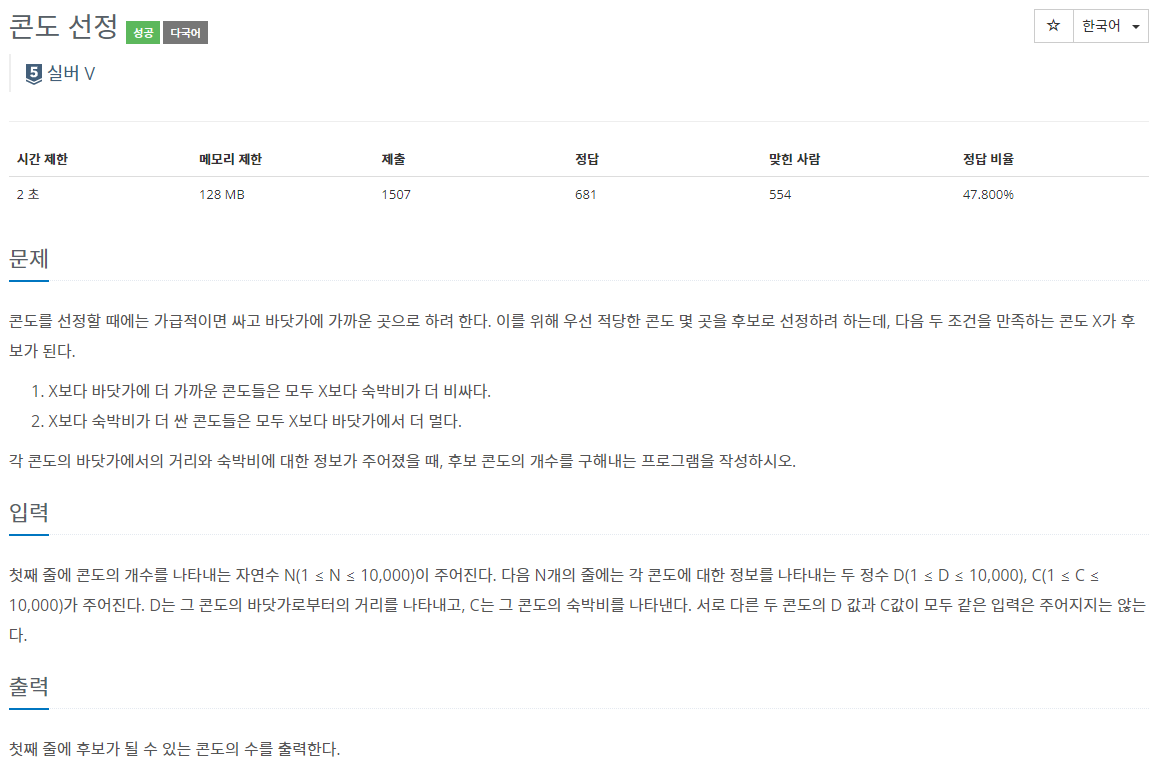 콘도 선정 성공 다국어
☆ 한국어
5 실버 V
시간 제한 메모리 제한 제출 정답 맞힌 사람 정답 비율
2 초 128 MB 1507 681 554 47.800%
문제
콘도를 선정할 때에는 가급적이면 싸고 바닷가에 가까운 곳으로 하려 한다. 이를 위해 우선 적당한 콘도 몇 곳을 후보로 선정하려 하는데, 다음 두 조건을 만족하는 콘도 X가 후
보가 된다.
1. X보다 바닷가에 더 가까운 콘도들은 모두 X보다 숙박비가 더 비싸다.
2. X보다 숙박비가 더 싼 콘도들은 모두 X보다 바닷가에서 더 멀다.
각 콘도의 바닷가에서의 거리와 숙박비에 대한 정보가 주어졌을 때, 후보 콘도의 개수를 구해내는 프로그램을 작성하시오.
입력
첫째 줄에 콘도의 개수를 나타내는 자연수 N(1 ≤ N ≤ 10,000)이 주어진다. 다음 N개의 줄에는 각 콘도에 대한 정보를 나타내는 두 정수 D(1 ≤ D ≤ 10,000), C(1 ≤ C ≤
10,000)가 주어진다. D는 그 콘도의 바닷가로부터의 거리를 나타내고, C는 그 콘도의 숙박비를 나타낸다. 서로 다른 두 콘도의 D 값과 C값이 모두 같은 입력은 주어지지는 않는
다.
출력
첫째 줄에 후보가 될 수 있는 콘도의 수를 출력한다.